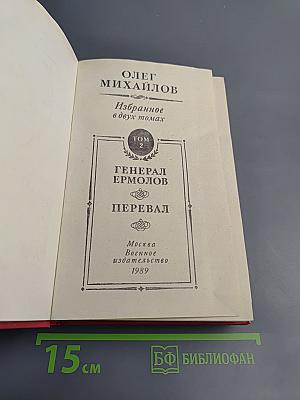 ОЛЕГ
МИХАЙЛОВ
Избранное
в двух томах
ТОМ
2
ГЕНЕРАЛ
ЕРМОЛОВ
ПЕРЕВАЛ
Москва
Военное
издательство
1989
15 см
БФ БИБЛИОФАН